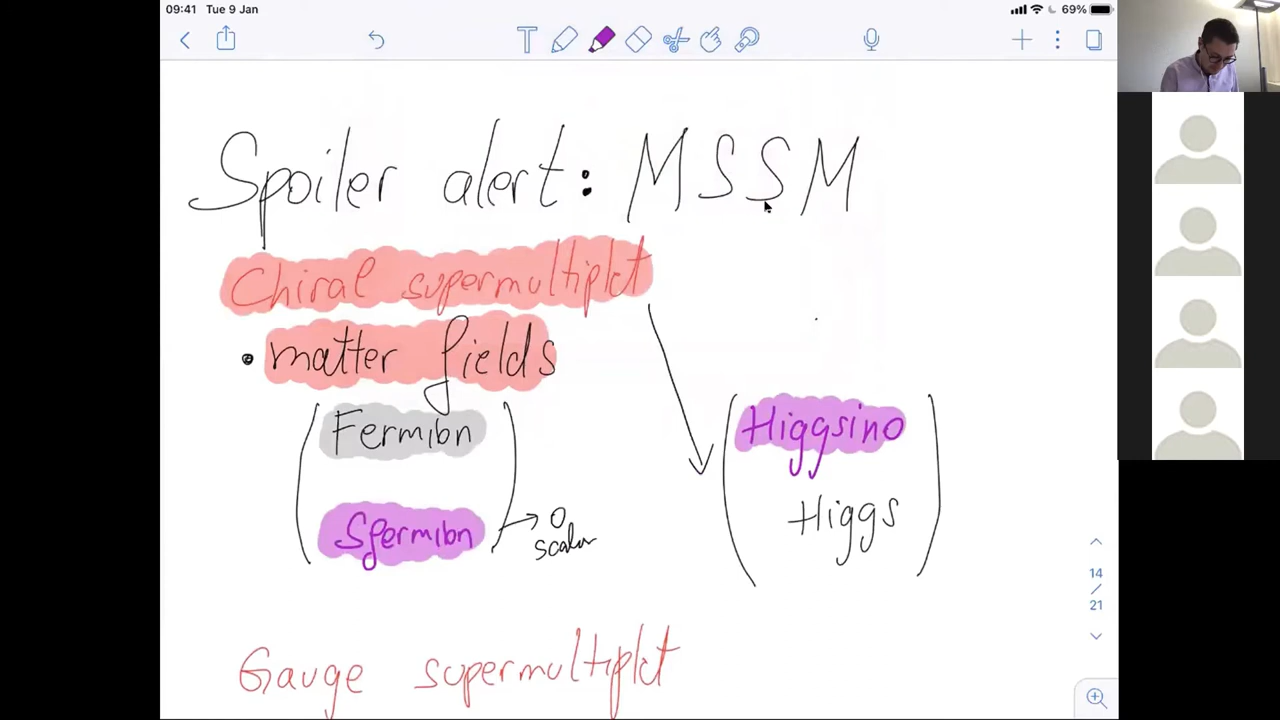 09:41 Tue 9 Jan 69%
Spoiler alert: MSSM
Chiral supermultiplet
• matter fields
Fermion
Higgsino
Sfermion → 0
scalar
Higgs
14
/
21
Gauge supermultiplet